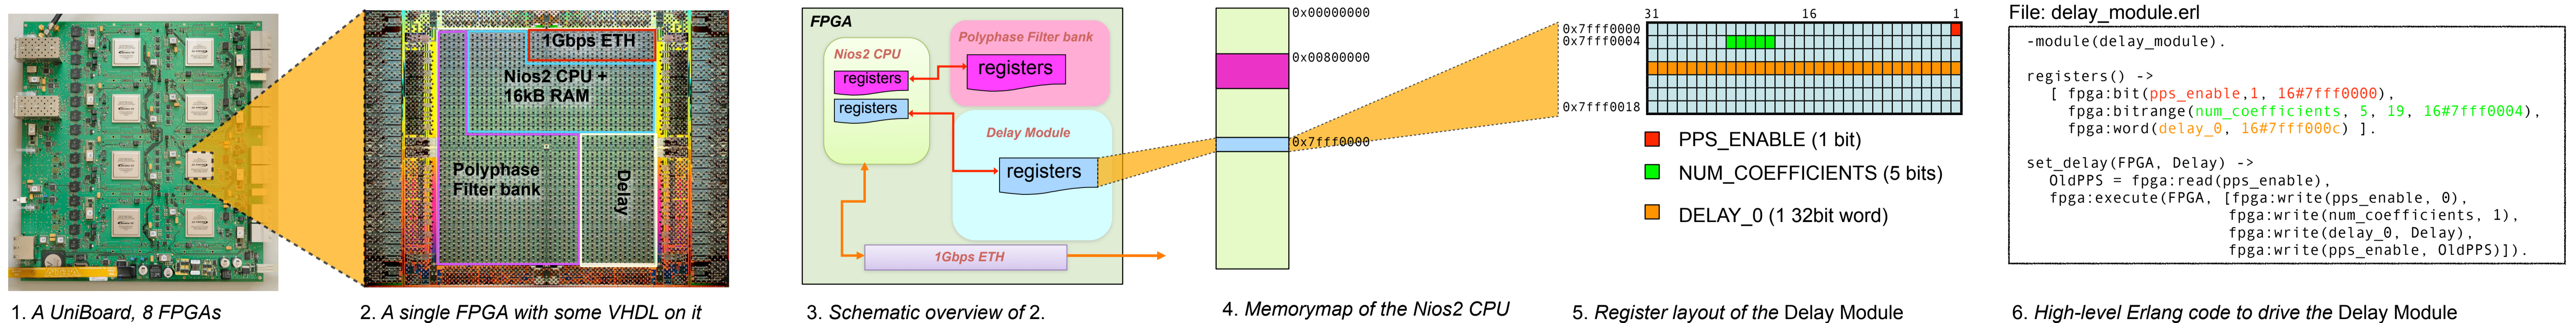 1Gbps ETH
Nios2 CPU +
16kB RAM
Polyphase
Filter bank
Delay
FPGA
Nios2 CPU
registers
registers
Polyphase Filter bank
registers
Delay Module
registers
1Gbps ETH
0x00000000
0x00800000
0x7fff0000
31
16
1
0x7fff0000
0x7fff0004
0x7fff0018
PPS_ENABLE (1 bit)
NUM_COEFFICIENTS (5 bits)
DELAY_0 (1 32bit word)
File: delay_module.erl
-module(delay_module).
registers() ->
[ fpga:bit(pps_enable,1, 16#7fff0000),
fpga:bitrange(num_coefficients, 5, 19, 16#7fff0004),
fpga:word(delay_0, 16#7fff000c) ].
set_delay(FPGA, Delay) ->
OldPPS = fpga:read(pps_enable),
fpga:execute(FPGA, [fpga:write(pps_enable, 0),
fpga:write(num_coefficients, 1),
fpga:write(delay_0, Delay),
fpga:write(pps_enable, OldPPS)]).
1. A UniBoard, 8 FPGAs
2. A single FPGA with some VHDL on it
3. Schematic overview of 2.
4. Memorymap of the Nios2 CPU
5. Register layout of the Delay Module
6. High-level Erlang code to drive the Delay Module